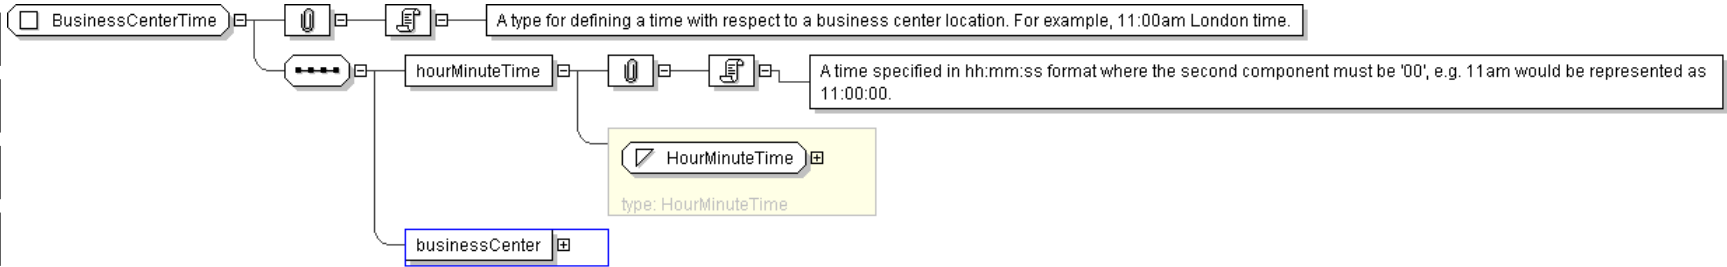 BusinessCenterTime
A type for defining a time with respect to a business center location. For example, 11:00am London time.
hourMinuteTime
A time specified in hh:mm:ss format where the second component must be '00', e.g. 11am would be represented as
11:00:00.
HourMinuteTime
type: HourMinuteTime
businessCenter